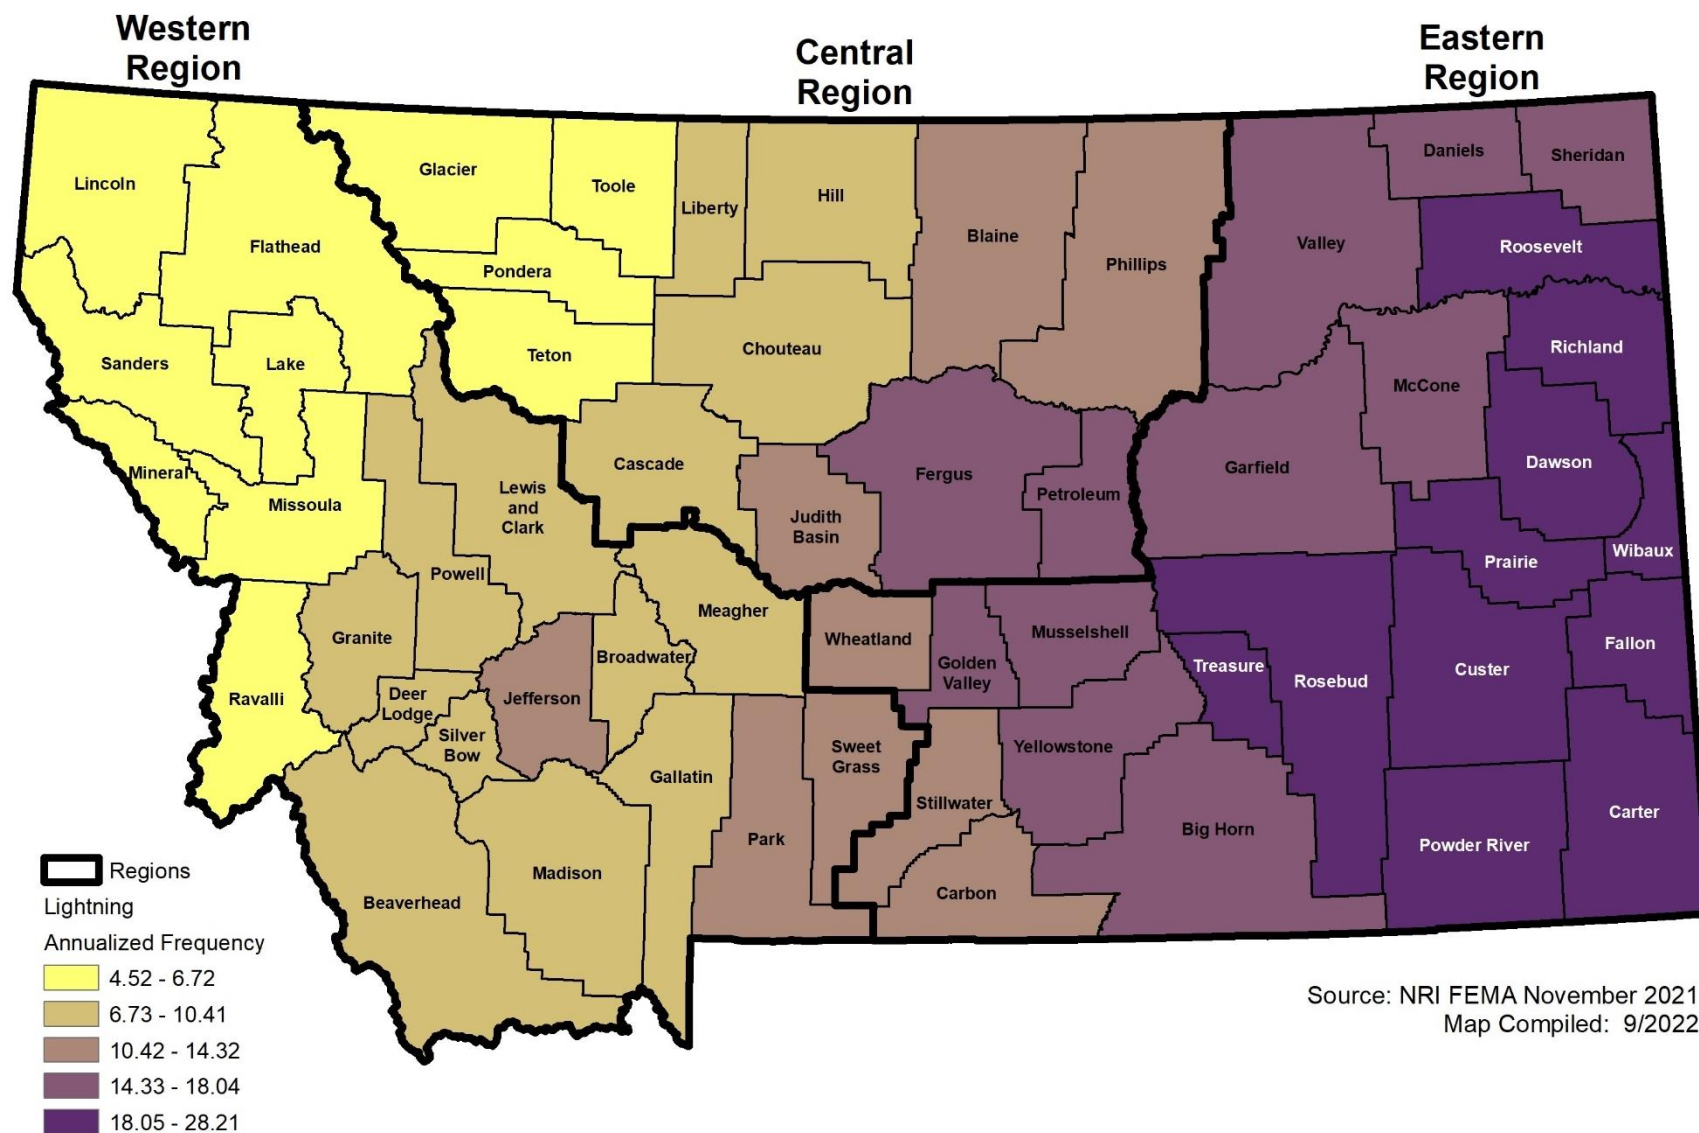 Western
Region
Central
Region
Eastern
Region
Lincoln
Flathead
Glacier
Toole
Liberty
Hill
Blaine
Phillips
Valley
Daniels
Sheridan
Roosevelt
Pondera
Teton
Chouteau
Sanders
Lake
Richland
McCone
Mineral
Missoula
Lewis
and
Clark
Cascade
Judith
Basin
Fergus
Petroleum
Garfield
Dawson
Prairie
Wibaux
Powell
Granite
Meagher
Broadwater
Wheatland
Golden
Valley
Musselshell
Treasure
Rosebud
Custer
Fallon
Ravalli
Deer
Lodge
Silver
Bow
Jefferson
Gallatin
Sweet
Grass
Yellowstone
Stillwater
Big Horn
Carter
Powder River
Park
Carbon
Madison
Beaverhead
Regions
Lightning
Annualized Frequency
4.52 - 6.72
6.73 - 10.41
10.42 - 14.32
14.33 - 18.04
18.05 - 28.21
Source: NRI FEMA November 2021
Map Compiled: 9/2022